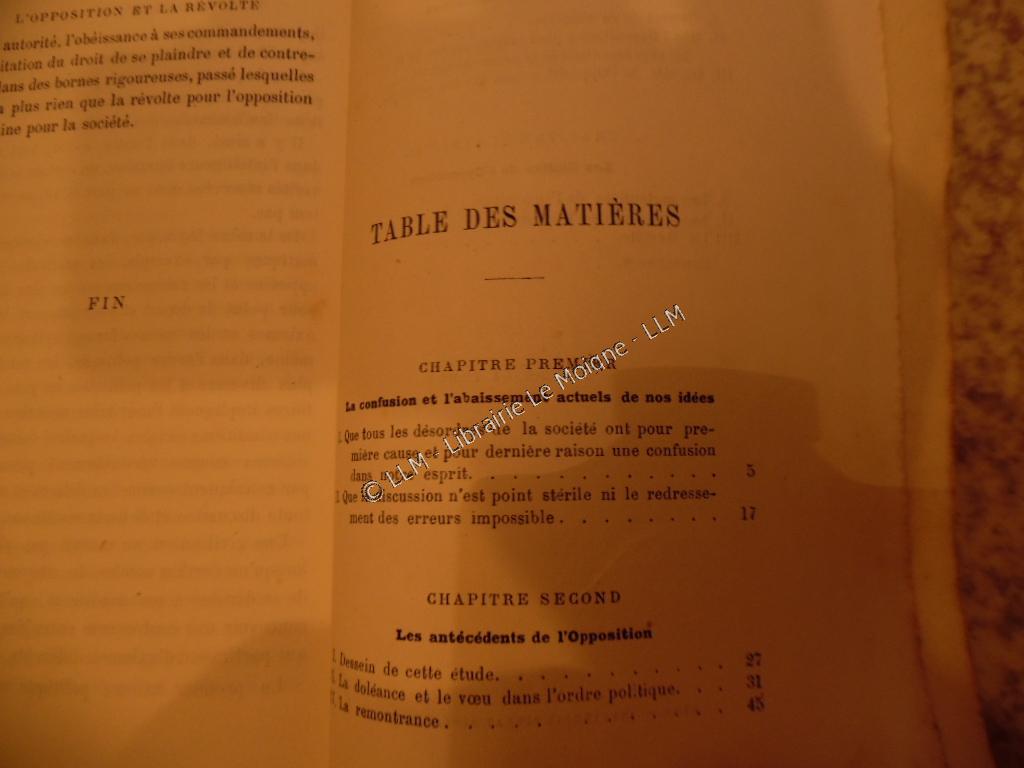 L'OPPOSITION ET LA RÉVOLTE
autorité, l'obéissance à ses commandements,
itation du droit de se plaindre et de contre-
dans des bornes rigoureuses, passé lesquelles
plus rien que la révolte pour l'opposition
ine pour la société.
FIN
TABLE DES MATIÈRES
CHAPITRE PREMIER
La confusion et l'abaissement actuels de nos idées
Que tous les désordres de la société ont pour pre-
mière cause et pour dernière raison une confusion
dans notre esprit. . . . . . . . . . . 5
Que la discussion n'est point stérile ni le redresse-
ment des erreurs impossible . . . . . . . . 17
CHAPITRE SECOND
Les antécédents de l'Opposition
I. Dessein de cette étude. . . . . . . . . . 27
La doléance et le vœu dans l'ordre politique. . . 31
La remontrance . . . . . . . . . . 45
© LLM - Librairie Le Moigne - LLM